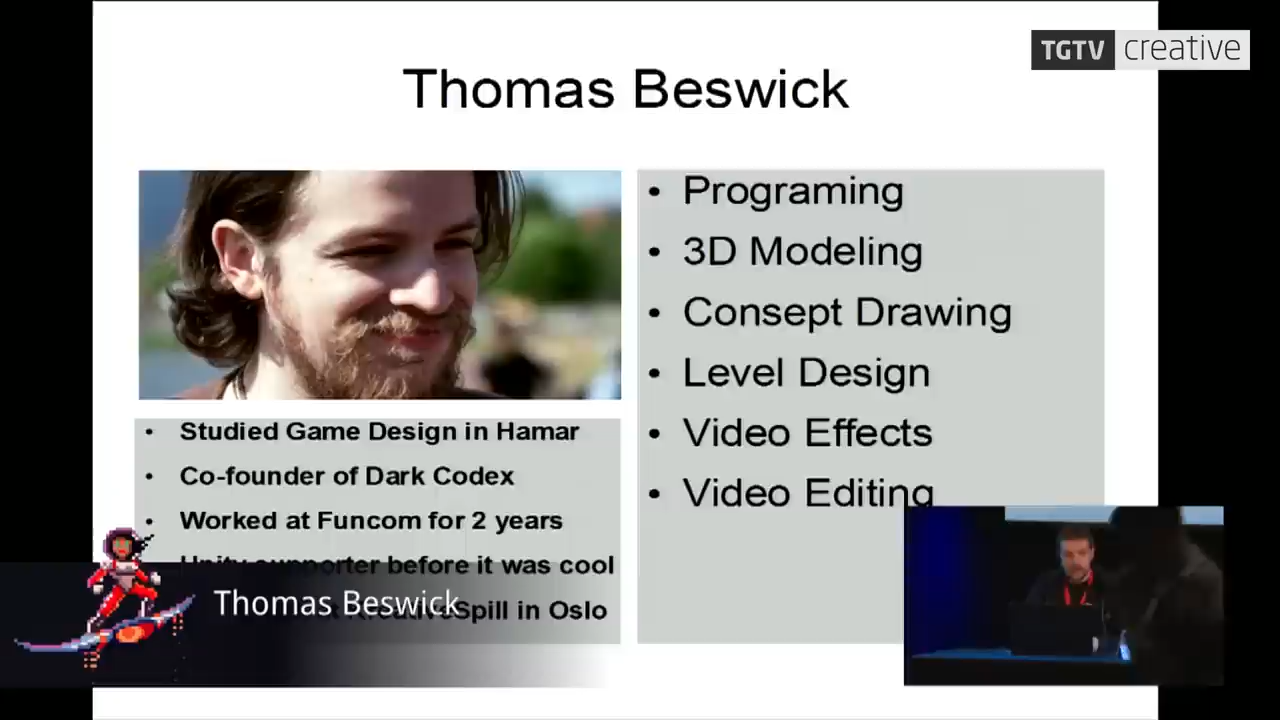 TGTV creative
Thomas Beswick
• Programing
• 3D Modeling
• Consept Drawing
• Level Design
• Video Effects
• Video Editing
• Studied Game Design in Hamar
• Co-founder of Dark Codex
• Worked at Funcom for 2 years
Unity supporter before it was cool
Spill in Oslo
Thomas Beswick